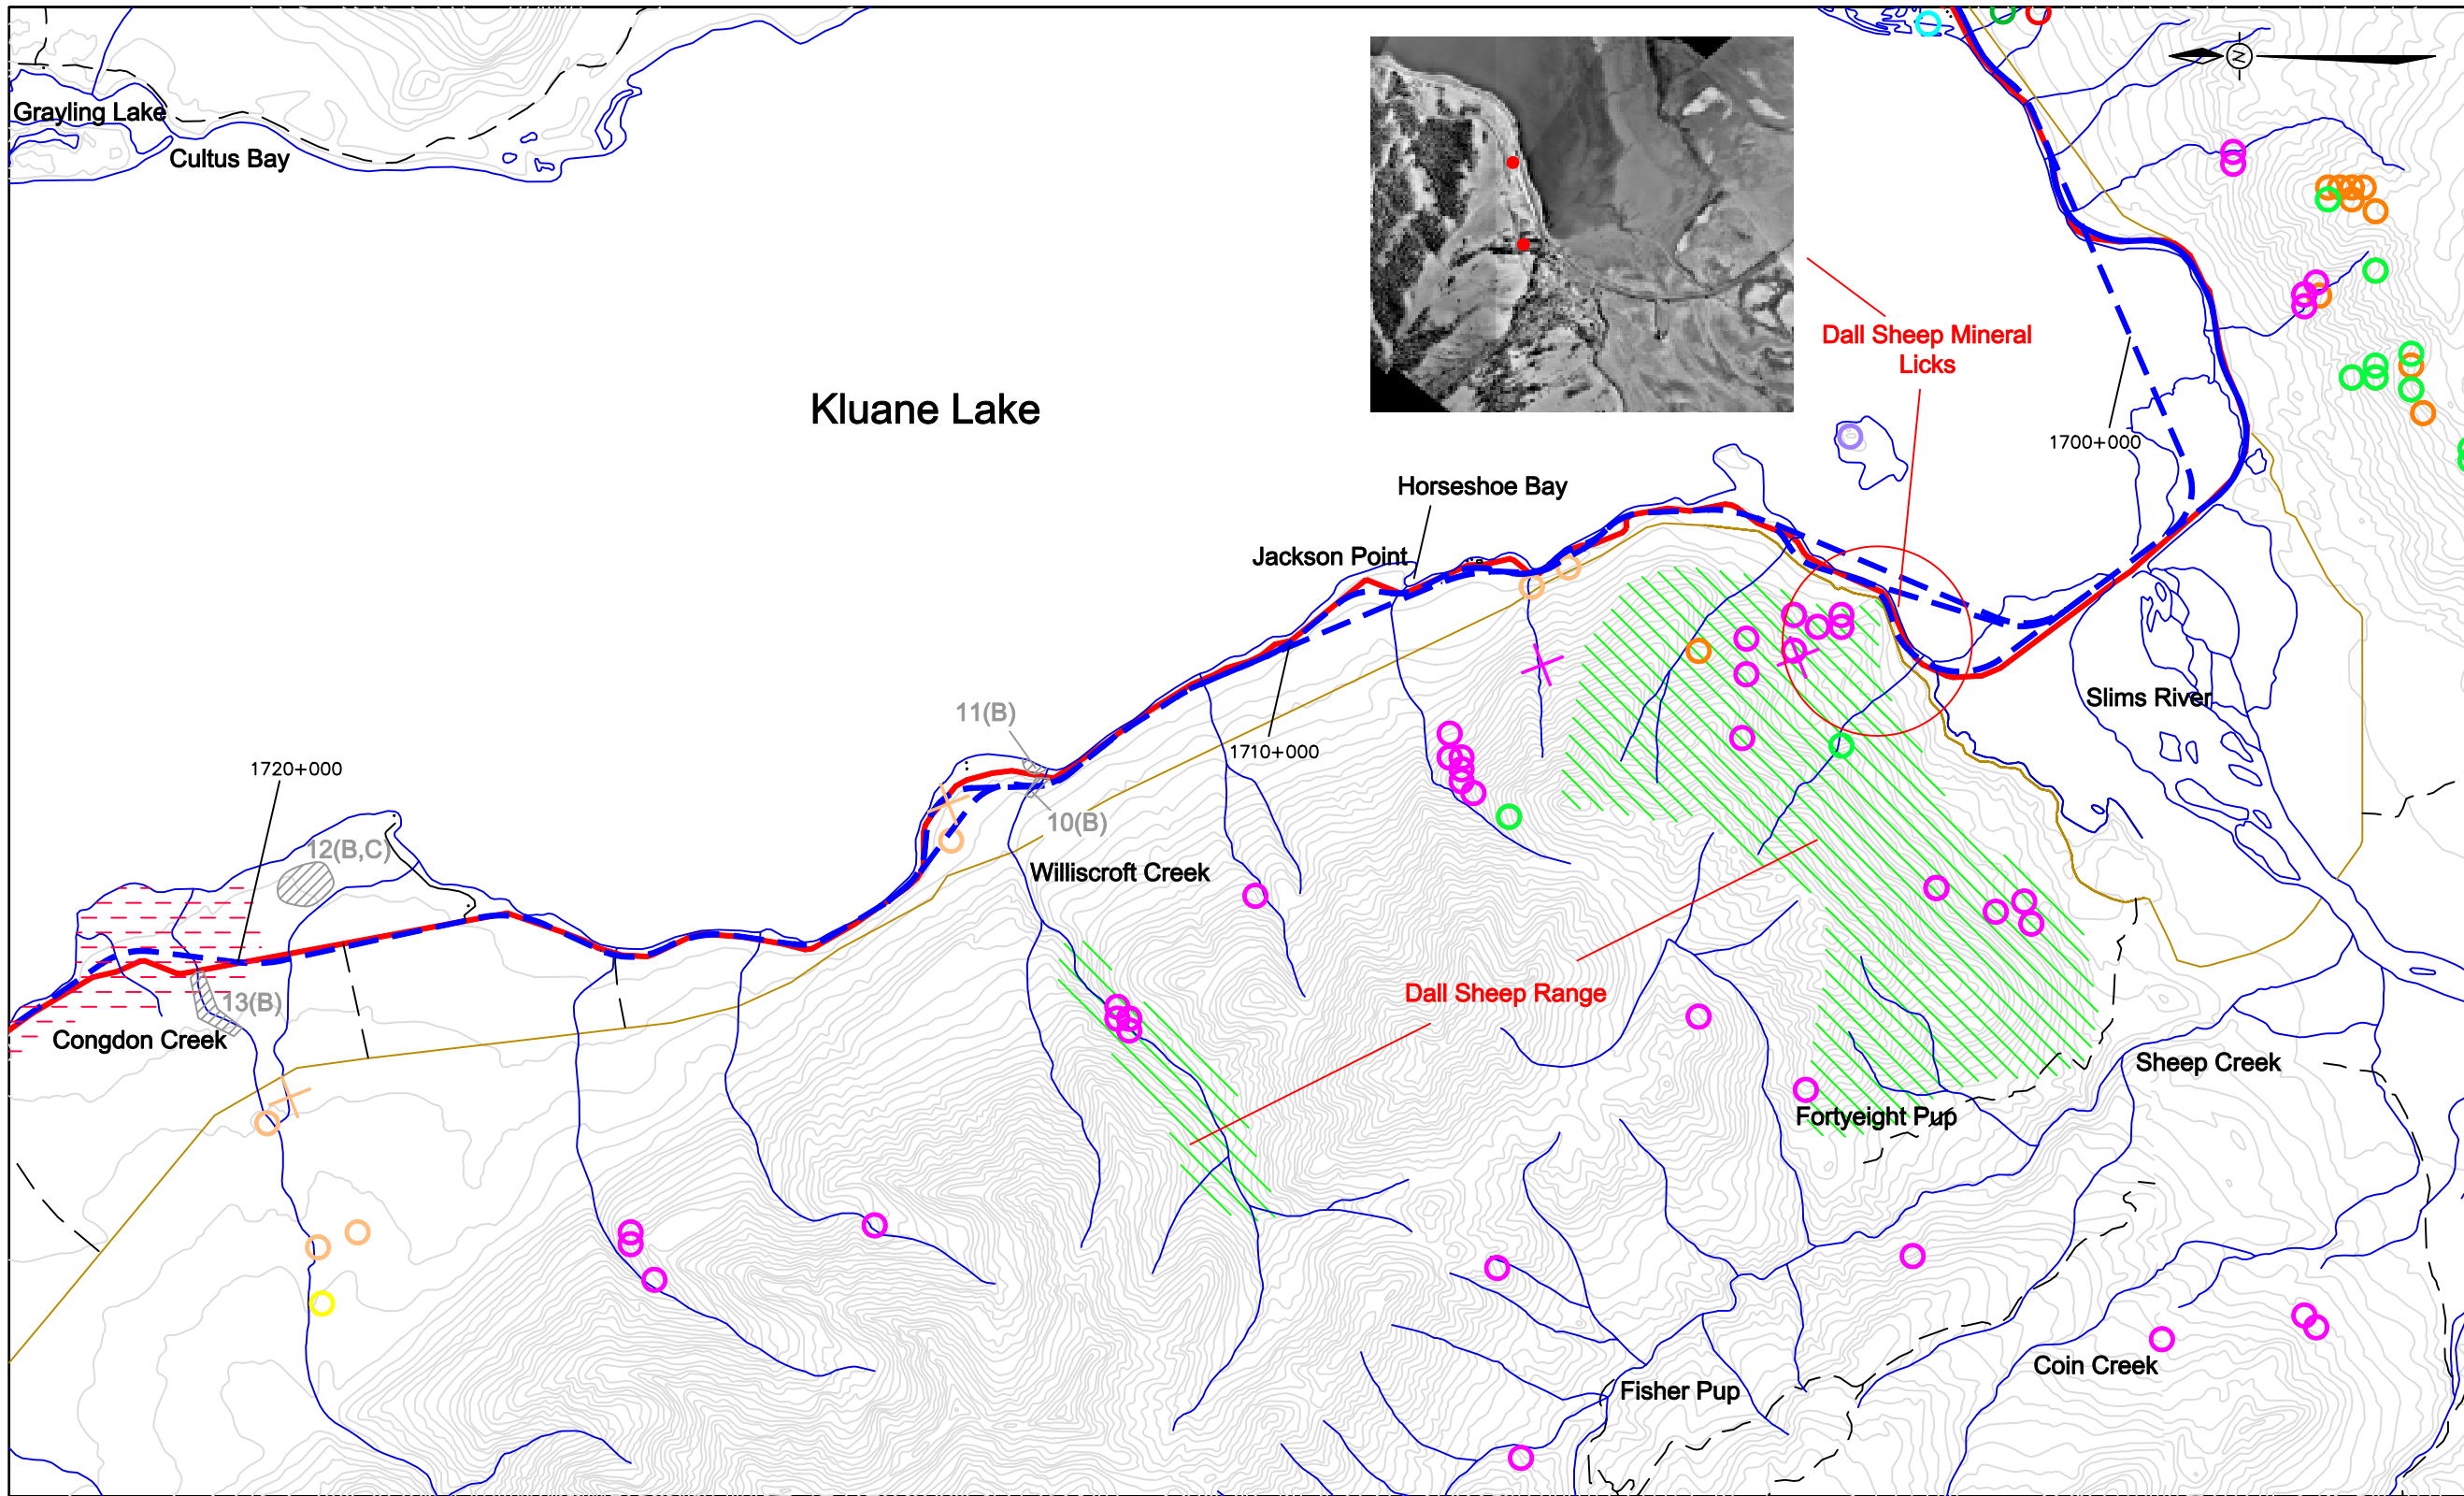 N
Grayling Lake
Cultus Bay
Dall Sheep Mineral
Licks
Kluane Lake
1700+000
Horseshoe Bay
Jackson Point
Slims River
11(B)
1710+000
1720+000
10(B)
12(B,C)
Williscroft Creek
Dall Sheep Range
13(B)
Congdon Creek
Sheep Creek
Fortyeight Pup
Coin Creek
Fisher Pup